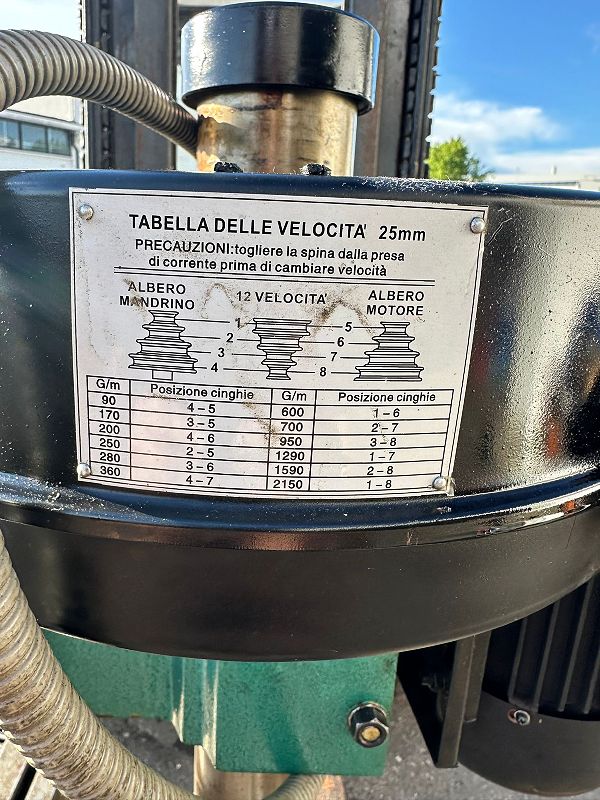 TABELLA DELLE VELOCITA' 25mm
PRECAUZIONI:togliere la spina dalla presa
di corrente prima di cambiare velocità
ALBERO MANDRINO
12 VELOCITA'
ALBERO MOTORE
1 5
2 6
3 7
4 8
G/m Posizione cinghie G/m Posizione cinghie
90 4-5 600 1-6
170 3-5 700 2-7
200 4-6 950 3-8
250 2-5 1290 1-7
280 3-6 1590 2-8
360 4-7 2150 1-8